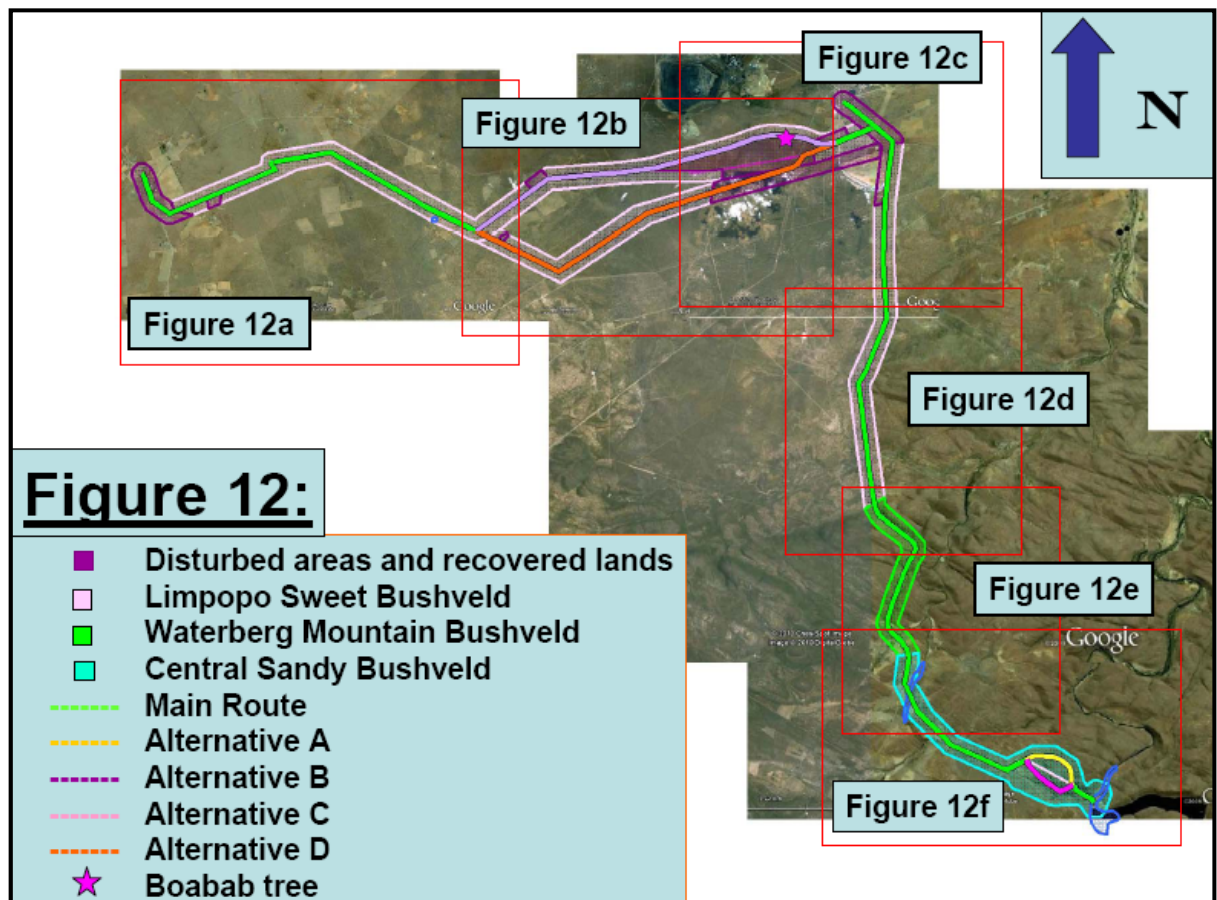 Figure 12c
N
Figure 12b
Figure 12a
Google
Figure 12d
Figure 12e
Google
Figure 12f
Figure 12:
Disturbed areas and recovered lands
Limpopo Sweet Bushveld
Waterberg Mountain Bushveld
Central Sandy Bushveld
Main Route
Alternative A
Alternative B
Alternative C
Alternative D
Boabab tree